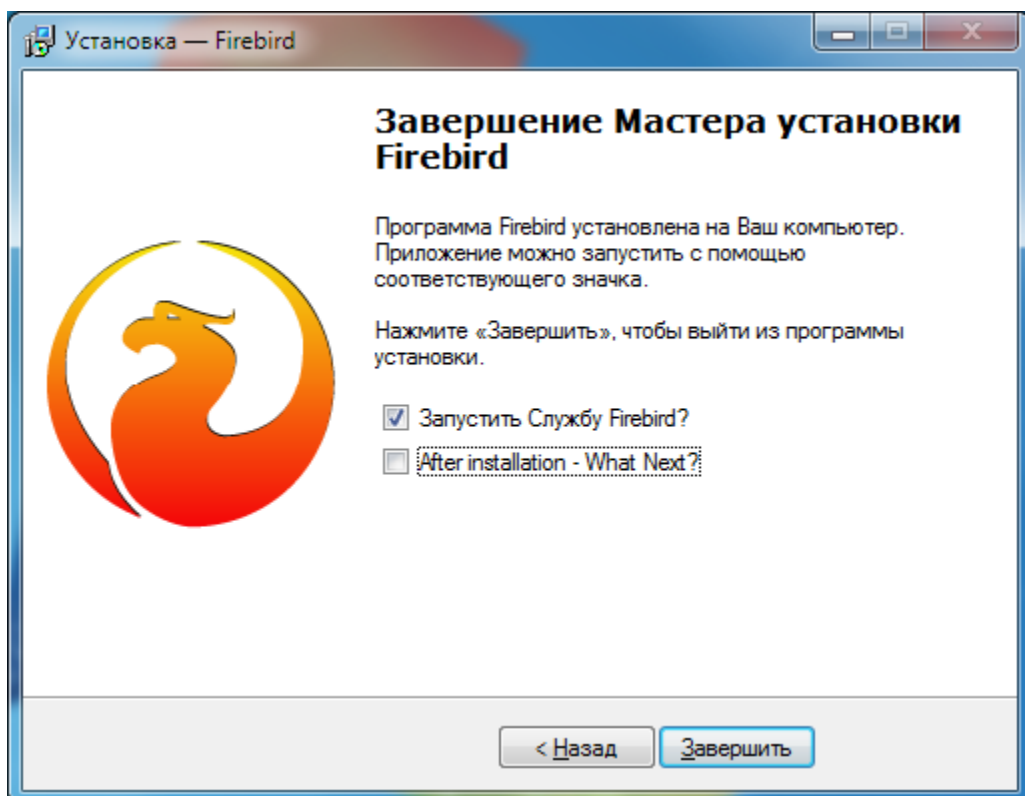 Установка — Firebird
Завершение Мастера установки
Firebird
Программа Firebird установлена на Ваш компьютер.
Приложение можно запустить с помощью
соответствующего значка.
Нажмите «Завершить», чтобы выйти из программы
установки.
Запустить Службу Firebird?
After installation - What Next?
< Назад
Завершить